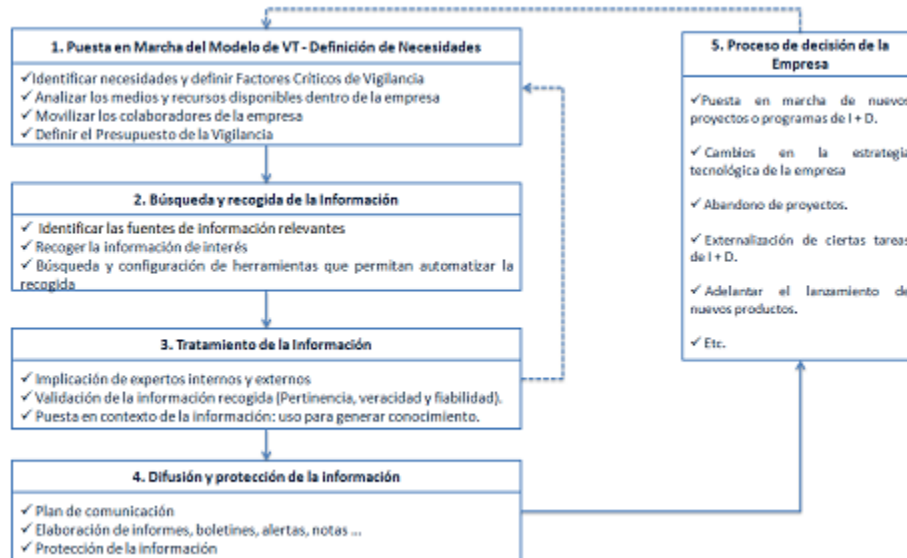 1. Puesta en Marcha del Modelo de VT - Definición de Necesidades
✓Identificar necesidades y definir Factores Críticos de Vigilancia
✓ Analizar los medios y recursos disponibles dentro de la empresa
✓ Movilizar los colaboradores de la empresa
✓ Definir el Presupuesto de la Vigilancia
2. Búsqueda y recogida de la Información
✓ Identificar las fuentes de información relevantes
✓ Recoger la información de interés
✓ Búsqueda y configuración de herramientas que permitan automatizar la
recogida
3. Tratamiento de la Información
✓ Implicación de expertos internos y externos
✓ Validación de la información recogida (Pertinencia, veracidad y fiabilidad).
✓ Puesta en contexto de la información: uso para generar conocimiento.
4. Difusión y protección de la información
✓ Plan de comunicación
✓ Elaboración de informes, boletines, alertas, notas ...
✓ Protección de la información
5. Proceso de decisión de la
Empresa
✓Puesta en marcha de nuevos
proyectos o programas de I + D.
✓ Cambios en la estrategia
tecnológica de la empresa
✓ Abandono de proyectos.
✓ Externalización de ciertas tareas
de I + D.
✓ Adelantar el lanzamiento de
nuevos productos.
✓ Etc.